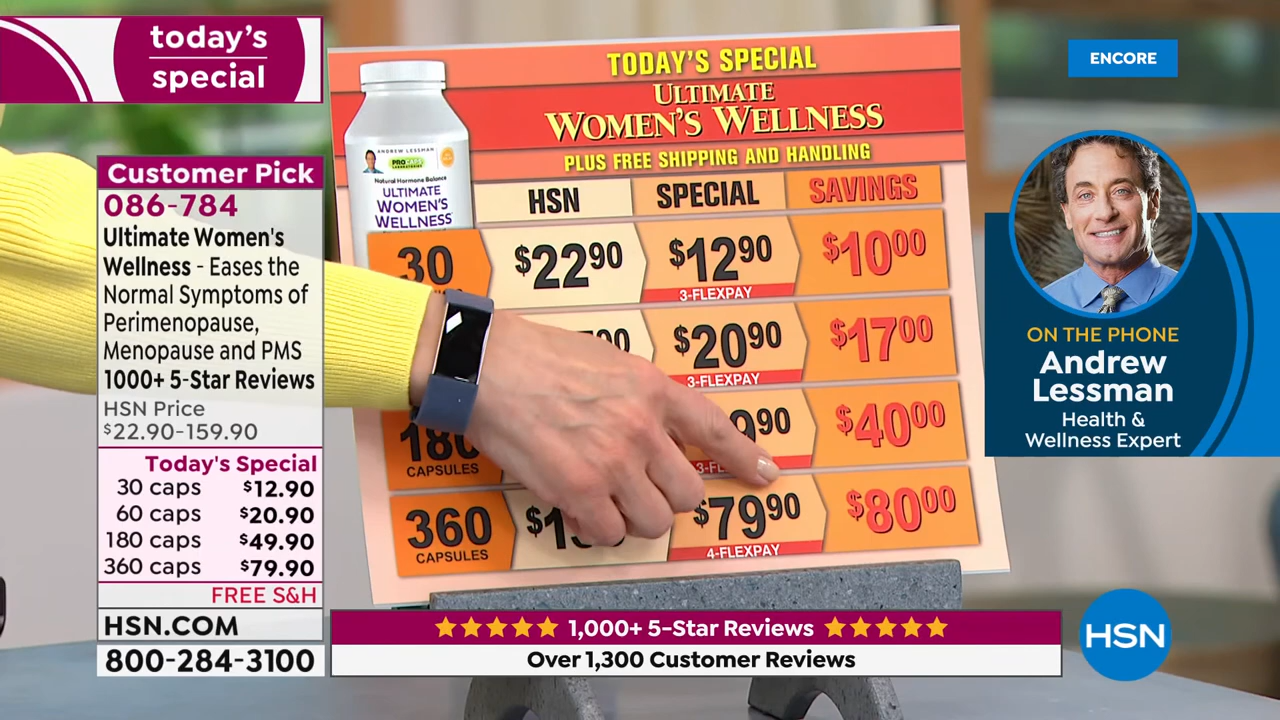 today's
special
ENCORE
Customer Pick
086-784
Ultimate Women's
Wellness - Eases the
Normal Symptoms of
Perimenopause,
Menopause and PMS
1000+ 5-Star Reviews
HSN Price
$22.90-159.90
Today's Special
30 caps $12.90
60 caps $20.90
180 caps $49.90
360 caps $79.90
FREE S&H
HSN.COM
800-284-3100
TODAY'S SPECIAL
ULTIMATE
WOMEN'S WELLNESS
PLUS FREE SHIPPING AND HANDLING
ANDREW LESSMAN
PROCAPS
LABORATORIES
Natural Hormone Balance
ULTIMATE
WOMEN'S
WELLNESS
HSN SPECIAL SAVINGS
30 $22.90 $12.90 $10.00
3-FLEXPAY
$20.90 $17.00
3-FLEXPAY
180 $40.00
CAPSULES
360 $79.90 $80.00
CAPSULES 4-FLEXPAY
ON THE PHONE
Andrew
Lessman
Health &
Wellness Expert
1,000+ 5-Star Reviews
Over 1,300 Customer Reviews
HSN